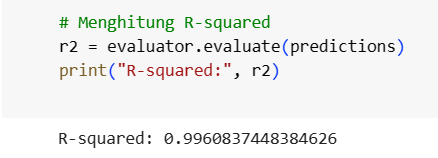 # Menghitung R-squared
r2 = evaluator.evaluate(predictions)
print("R-squared:", r2)
R-squared: 0.9960837448384626